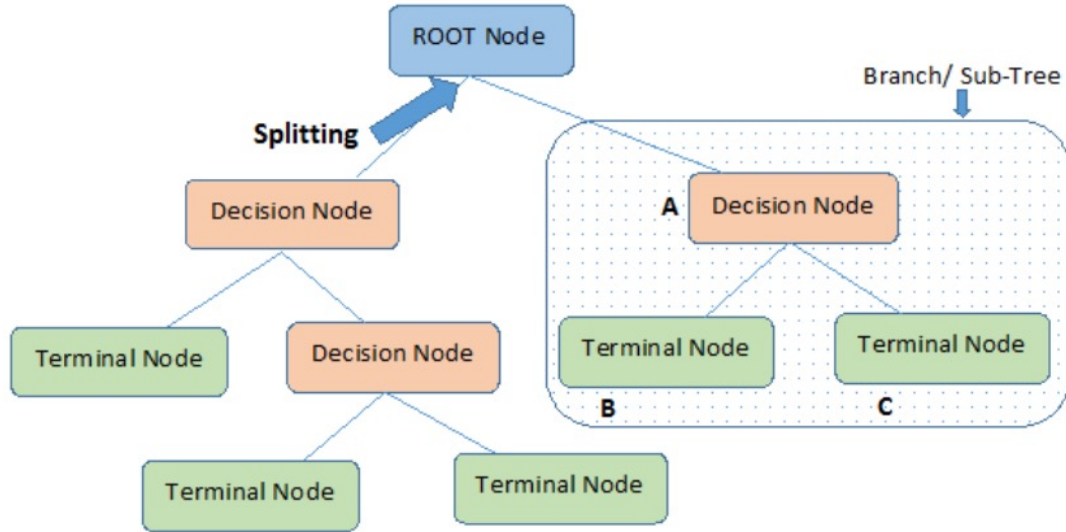 ROOT Node
Branch/ Sub-Tree
Splitting
Decision Node
A
Decision Node
Terminal Node
Decision Node
Terminal Node
Terminal Node
B
C
Terminal Node
Terminal Node